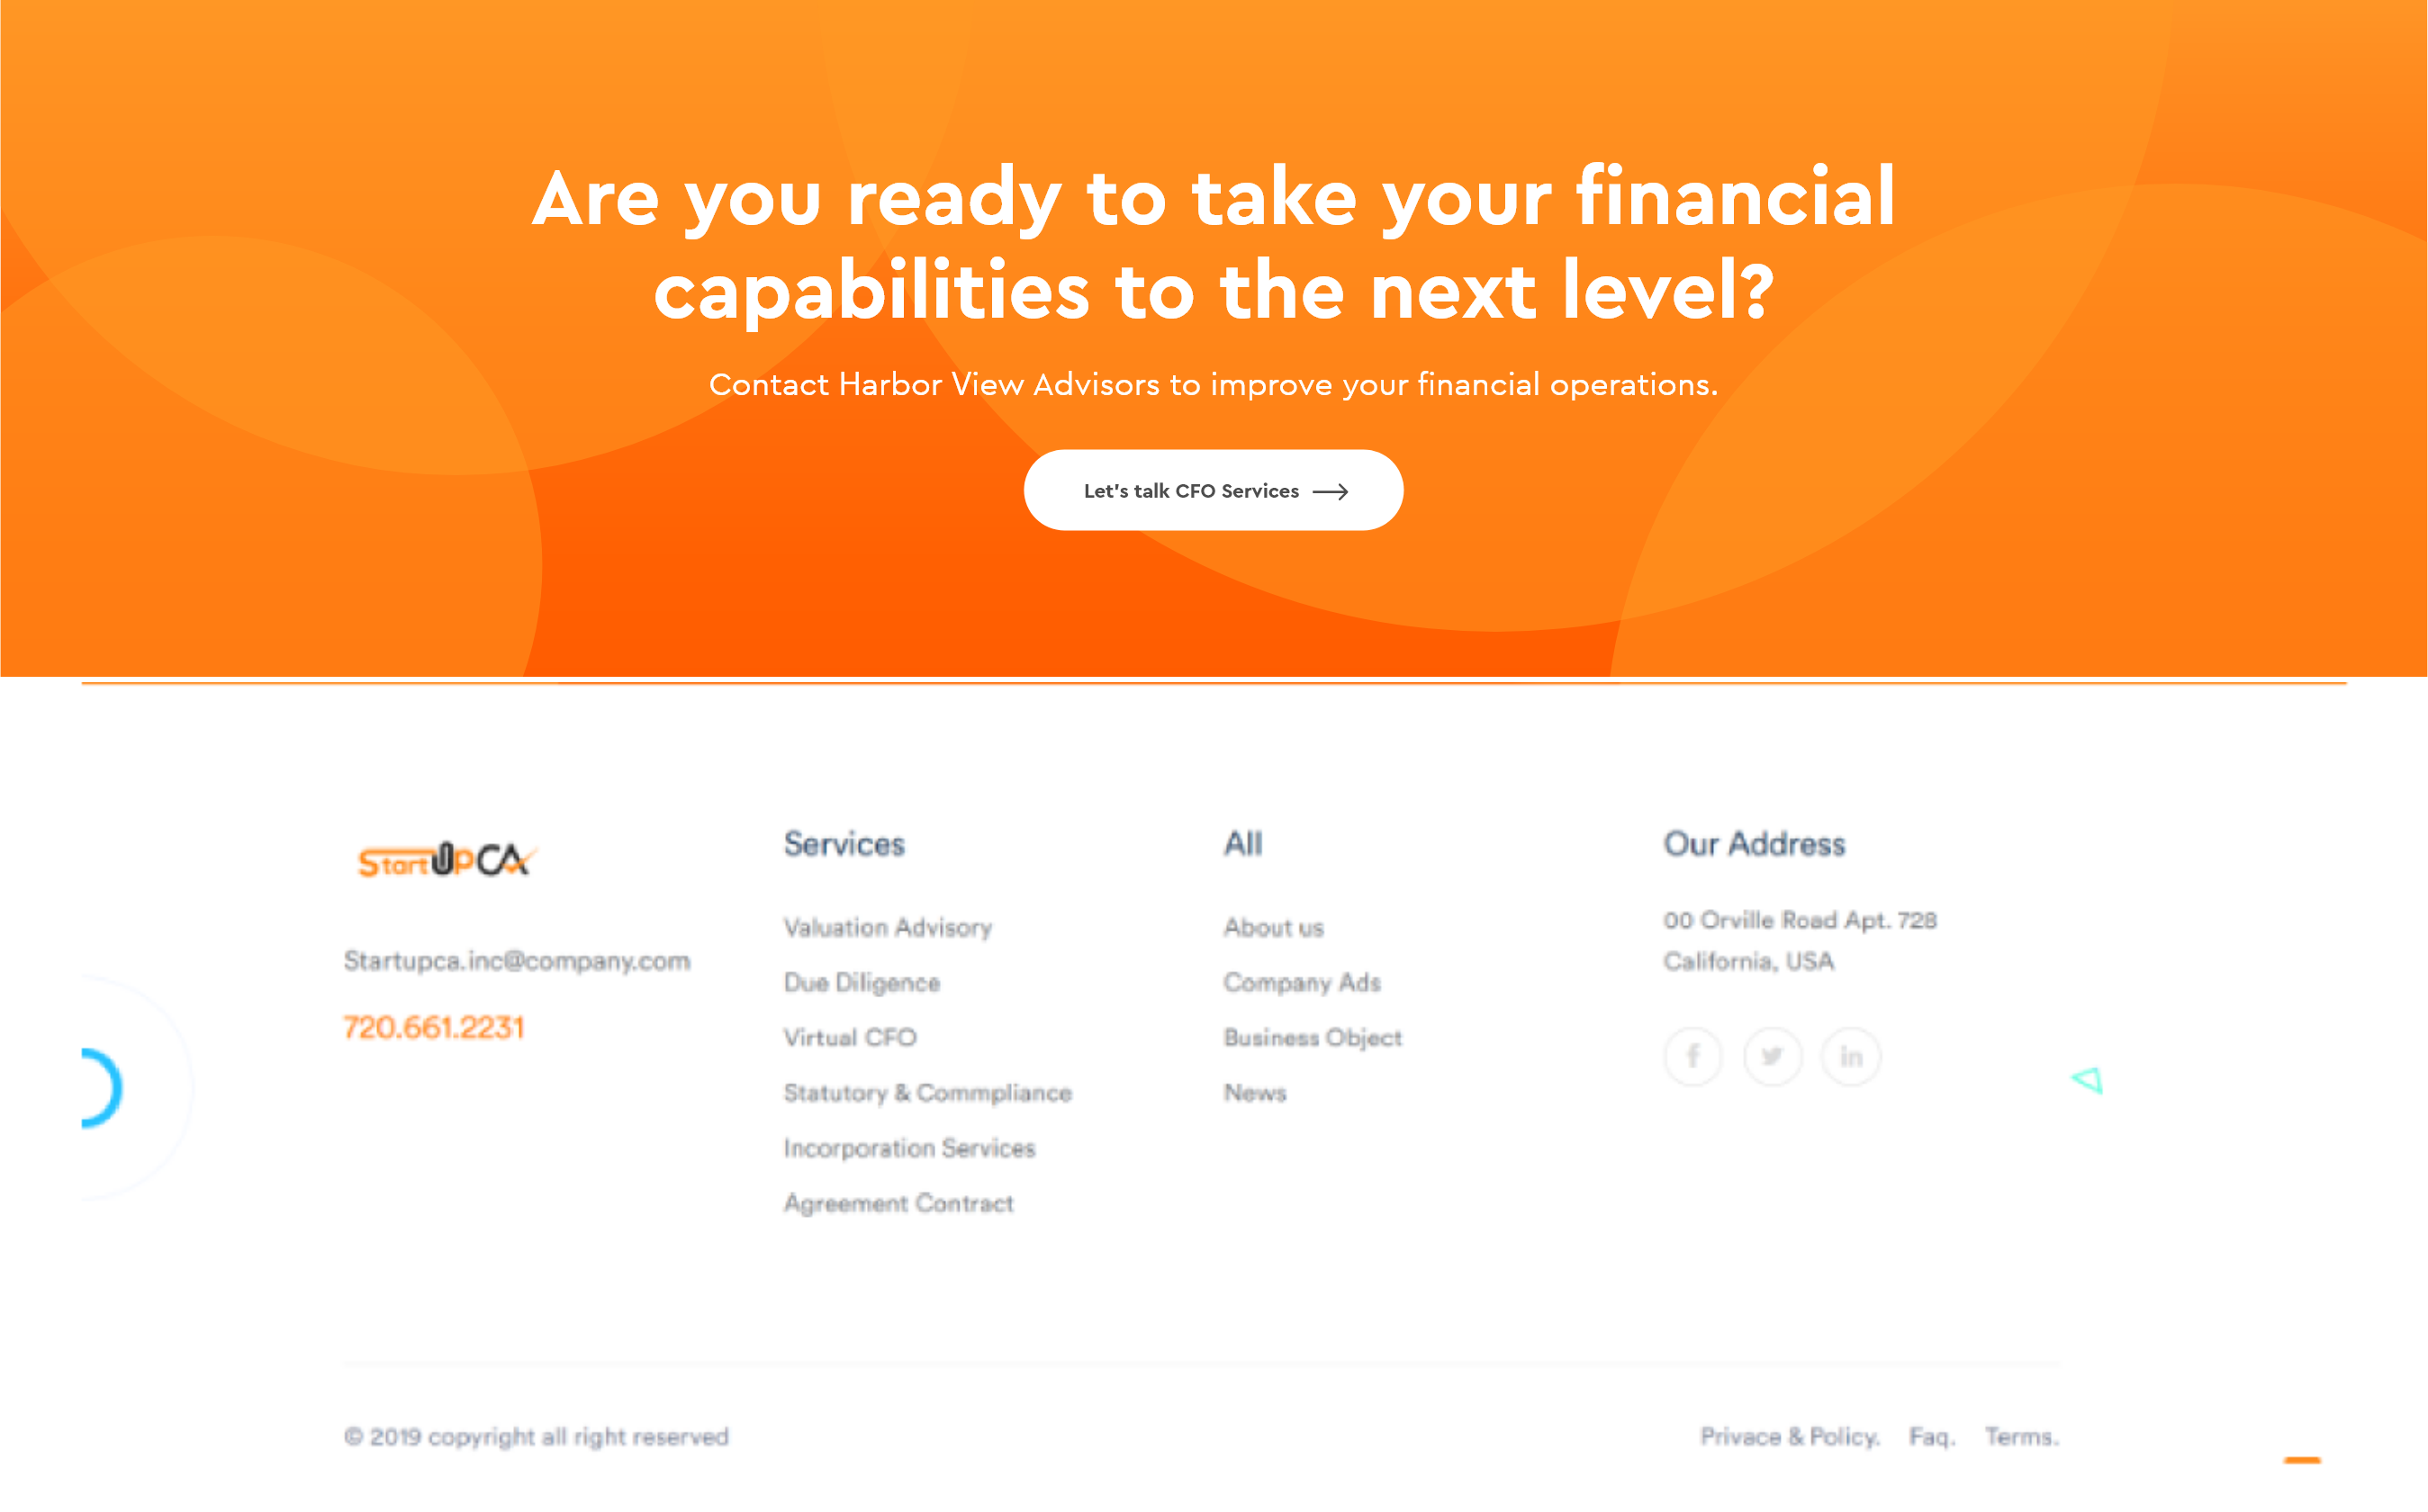 Are you ready to take your financial
capabilities to the next level?
Contact Harbor View Advisors to improve your financial operations.
Let's talk CFO Services
StartUpCA
Startupca.inc@company.com
720.661.2231
Services
Valuation Advisory
Due Diligence
Virtual CFO
Statutory & Commpliance
Incorporation Services
Agreement Contract
All
About us
Company Ads
Business Object
News
Our Address
00 Orville Road Apt. 728
California, USA
© 2019 copyright all right reserved
Privace & Policy. Faq. Terms.